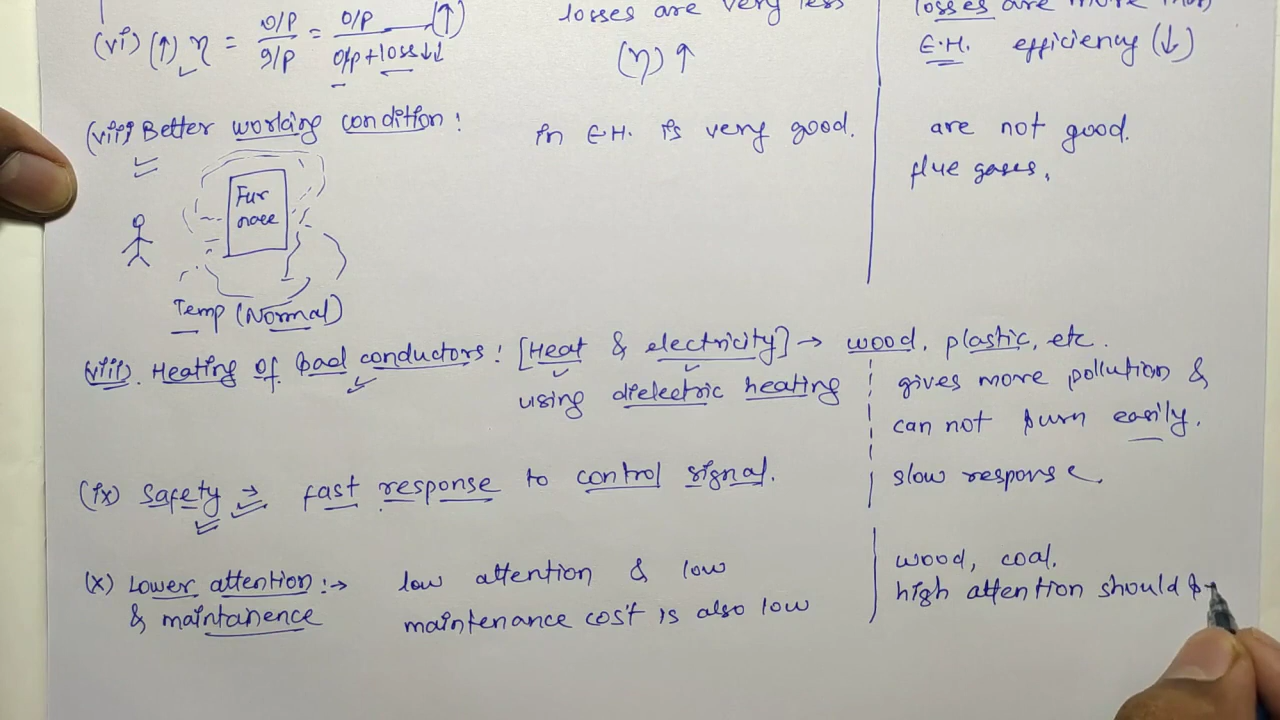 losses are very less
losses are more than
(vi) (↑) η = O/P / I/P = O/P (↑) / O/P + loss↓↓
(η) ↑
E.H. efficiency (↓)
(vii) Better working condition :
in E.H. is very good.
are not good.
flue gases.
Fur
nace
Temp (Normal)
(viii). Heating of bad conductors : [Heat & electricity] → wood, plastic, etc.
using dielectric heating
gives more pollution &
can not burn easily.
(ix) Safety → fast response to control signal.
slow response.
(x) Lower attention :→ low attention & low
& maintanence maintenance cost is also low
wood, coal.
high attention should